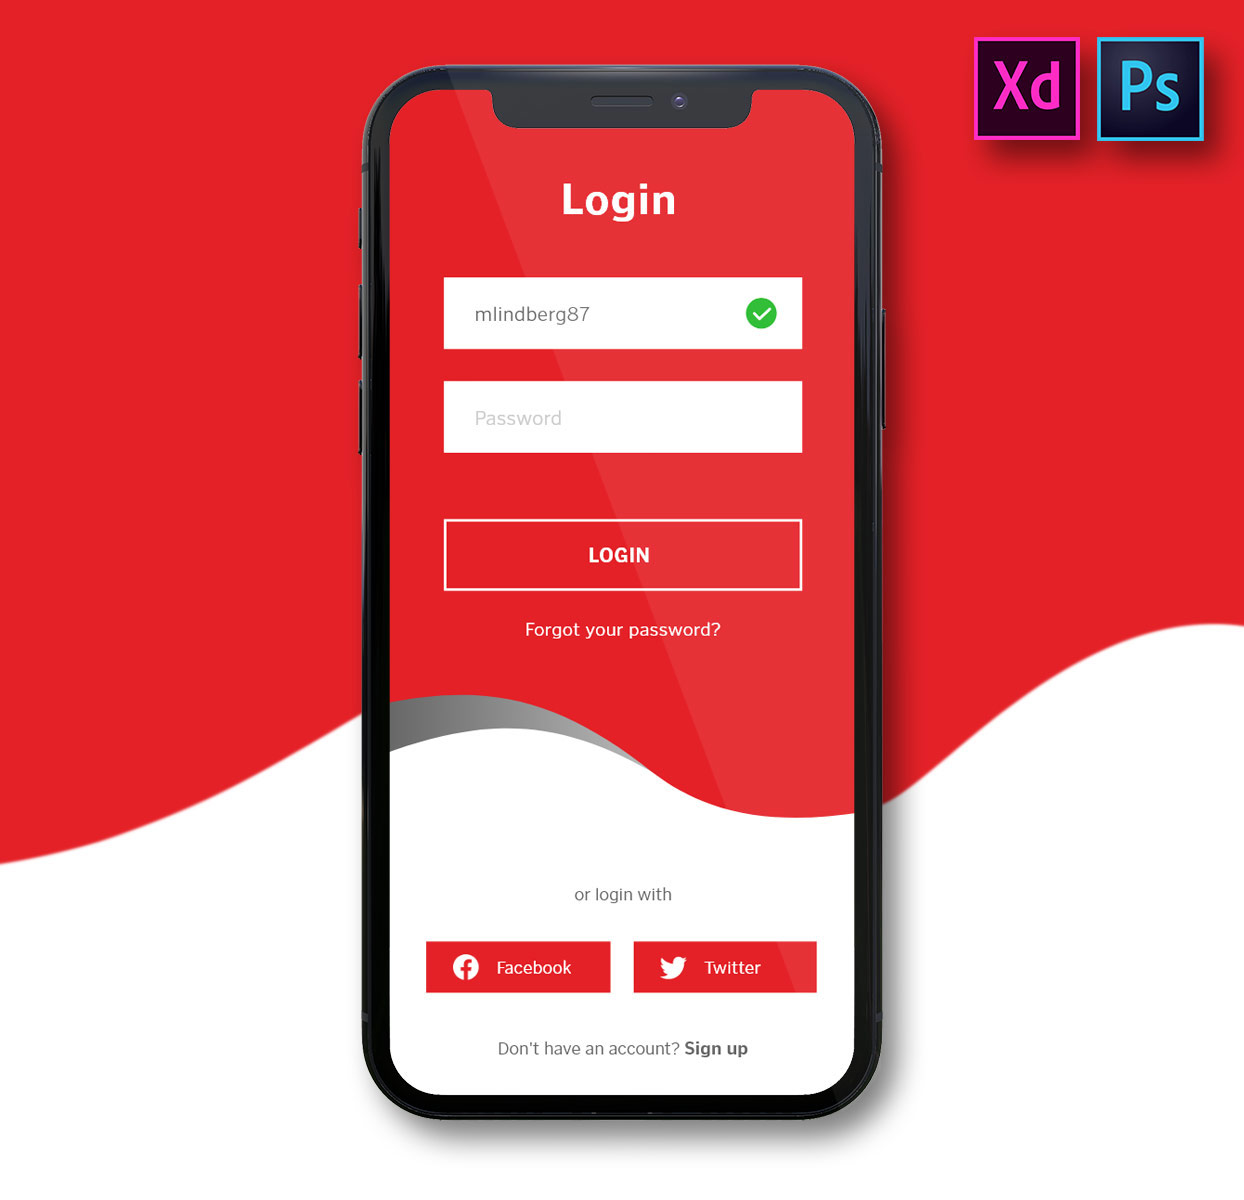 Xd Ps
Login
mlindberg87
Password
LOGIN
Forgot your password?
or login with
Facebook Twitter
Don't have an account? Sign up